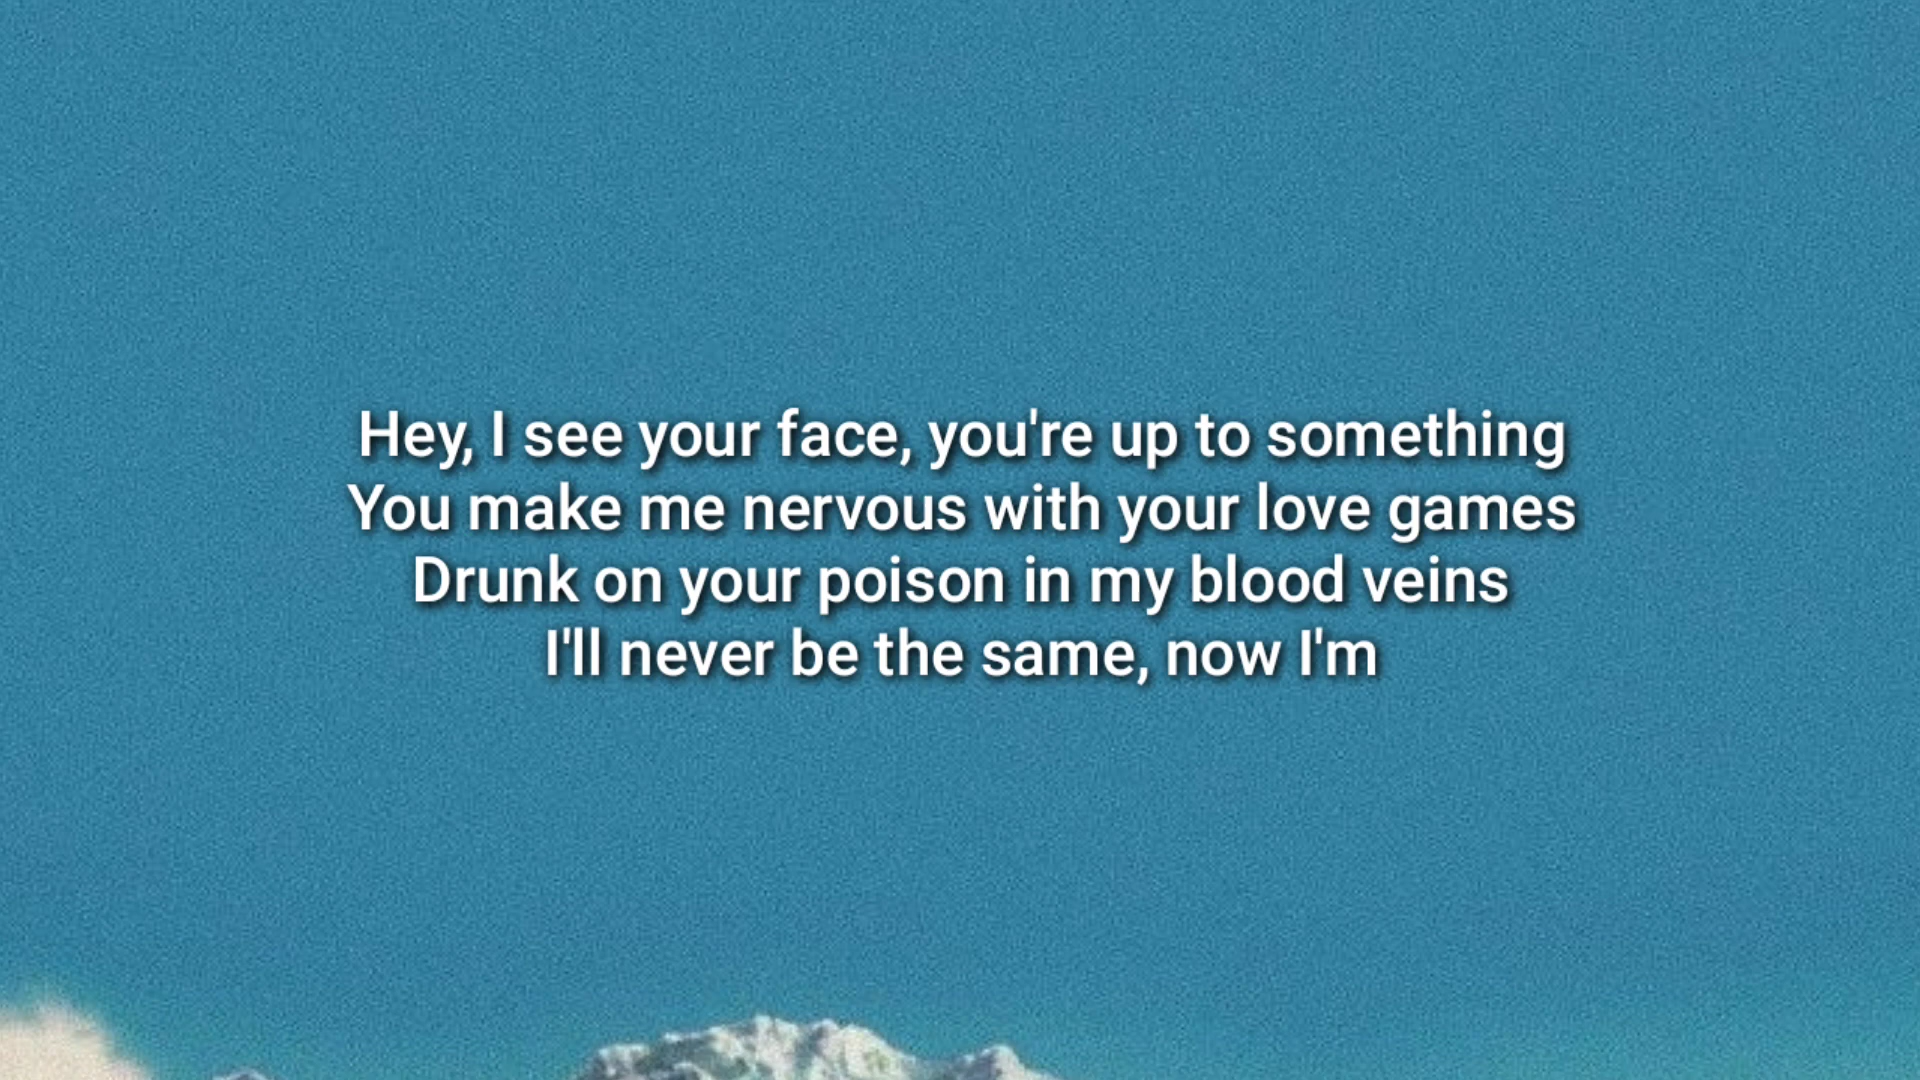 Hey, I see your face, you're up to something
You make me nervous with your love games
Drunk on your poison in my blood veins
I'll never be the same, now I'm